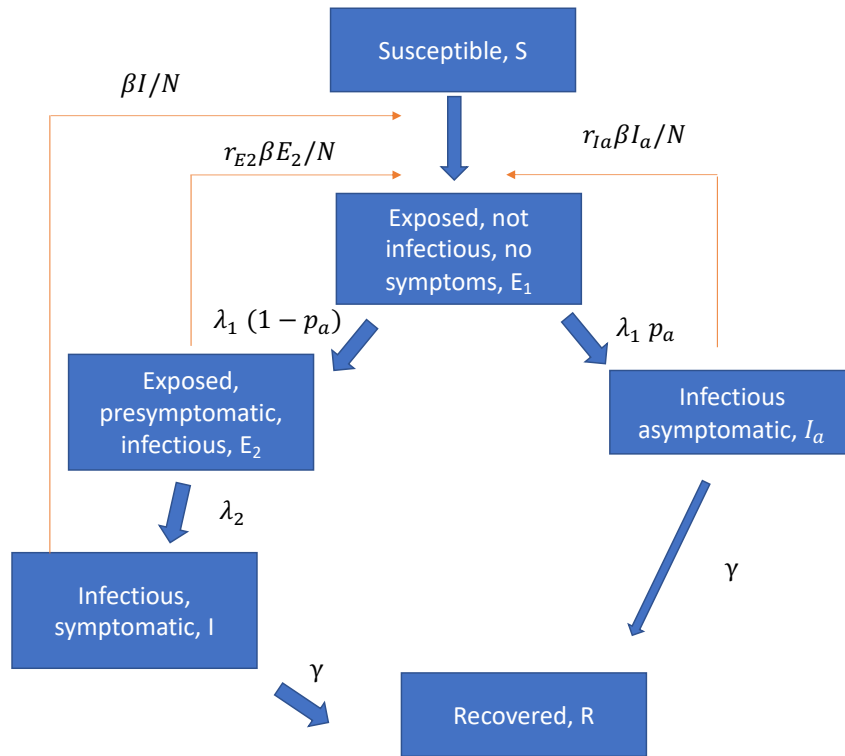 Susceptible, S
βI/N
r_{E2}βE_2/N
r_{Ia}βI_a/N
Exposed, not
infectious, no
symptoms, E_1
λ_1 (1 − p_a)
λ_1 p_a
Exposed,
presymptomatic,
infectious, E_2
Infectious
asymptomatic, I_a
λ_2
Infectious,
symptomatic, I
γ
γ
Recovered, R